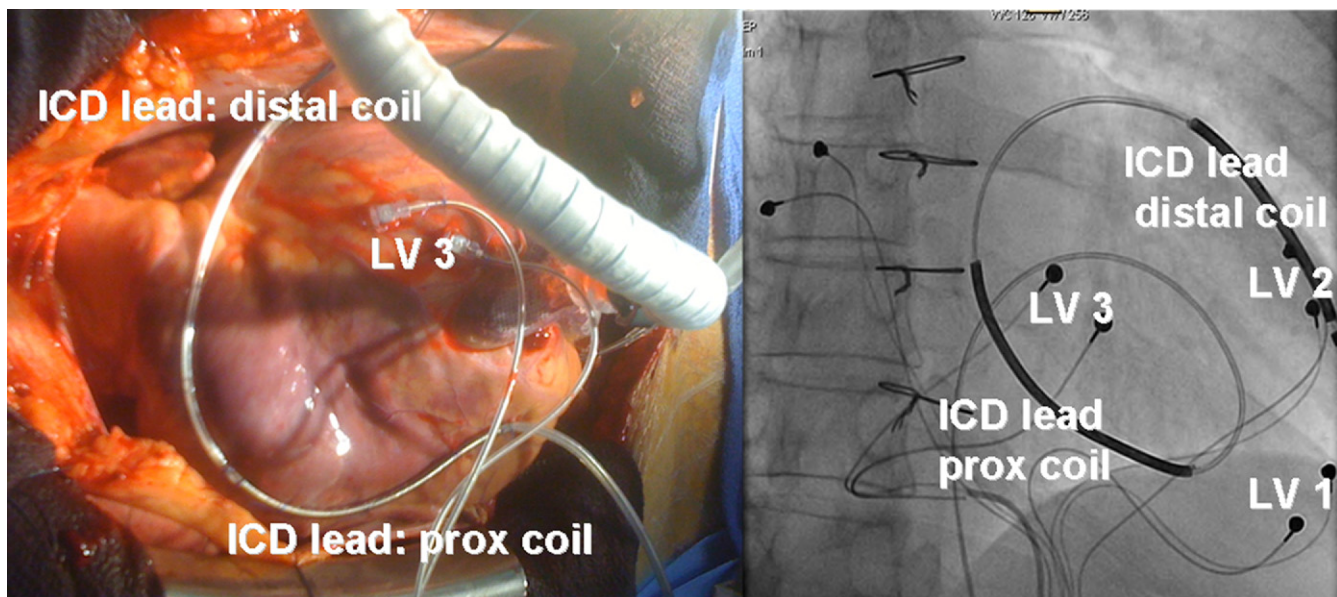 ICD lead: distal coil
LV 3
ICD lead: prox coil
EP
ICD lead
distal coil
LV 2
LV 3
ICD lead
prox coil
LV 1